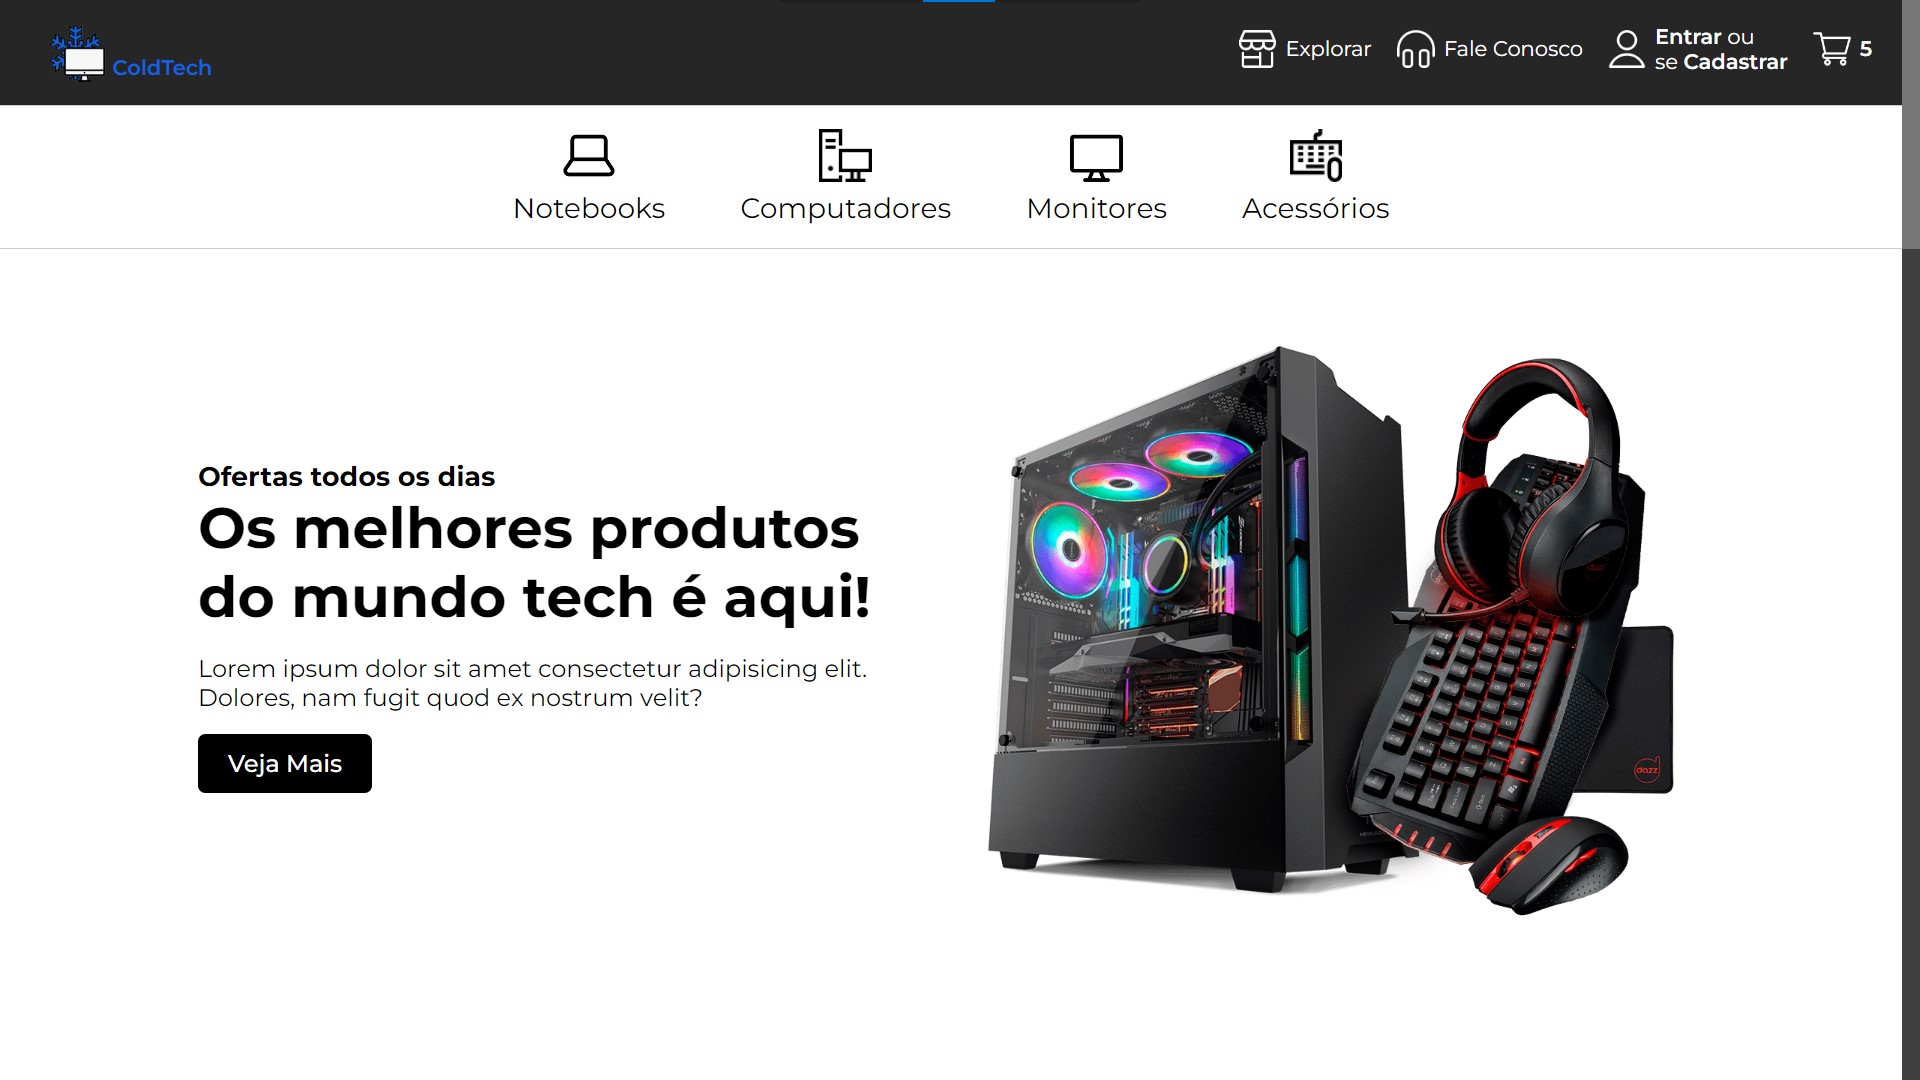 ColdTech
Explorar
Fale Conosco
Entrar ou
se Cadastrar
5
Notebooks
Computadores
Monitores
Acessórios
Ofertas todos os dias
Os melhores produtos
do mundo tech é aqui!
Lorem ipsum dolor sit amet consectetur adipisicing elit.
Dolores, nam fugit quod ex nostrum velit?
Veja Mais
dazz